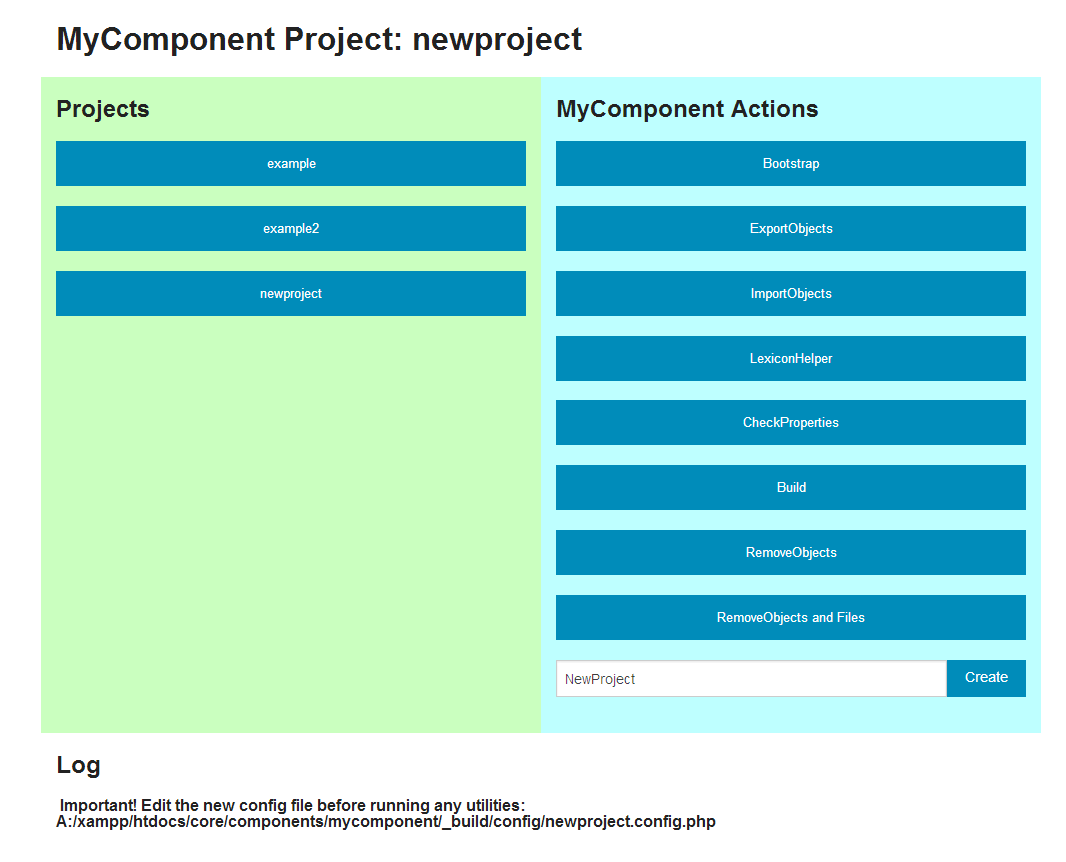 MyComponent Project: newproject
Projects
example
example2
newproject
MyComponent Actions
Bootstrap
ExportObjects
ImportObjects
LexiconHelper
CheckProperties
Build
RemoveObjects
RemoveObjects and Files
NewProject
Create
Log
Important! Edit the new config file before running any utilities:
A:/xampp/htdocs/core/components/mycomponent/_build/config/newproject.config.php